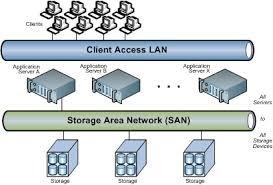 Clients
Client Access LAN
Application
Server A
Application
Server B
Application
Server X
All
Servers
to
All
Storage
Devices
Storage Area Network (SAN)
Storage
Storage
Storage